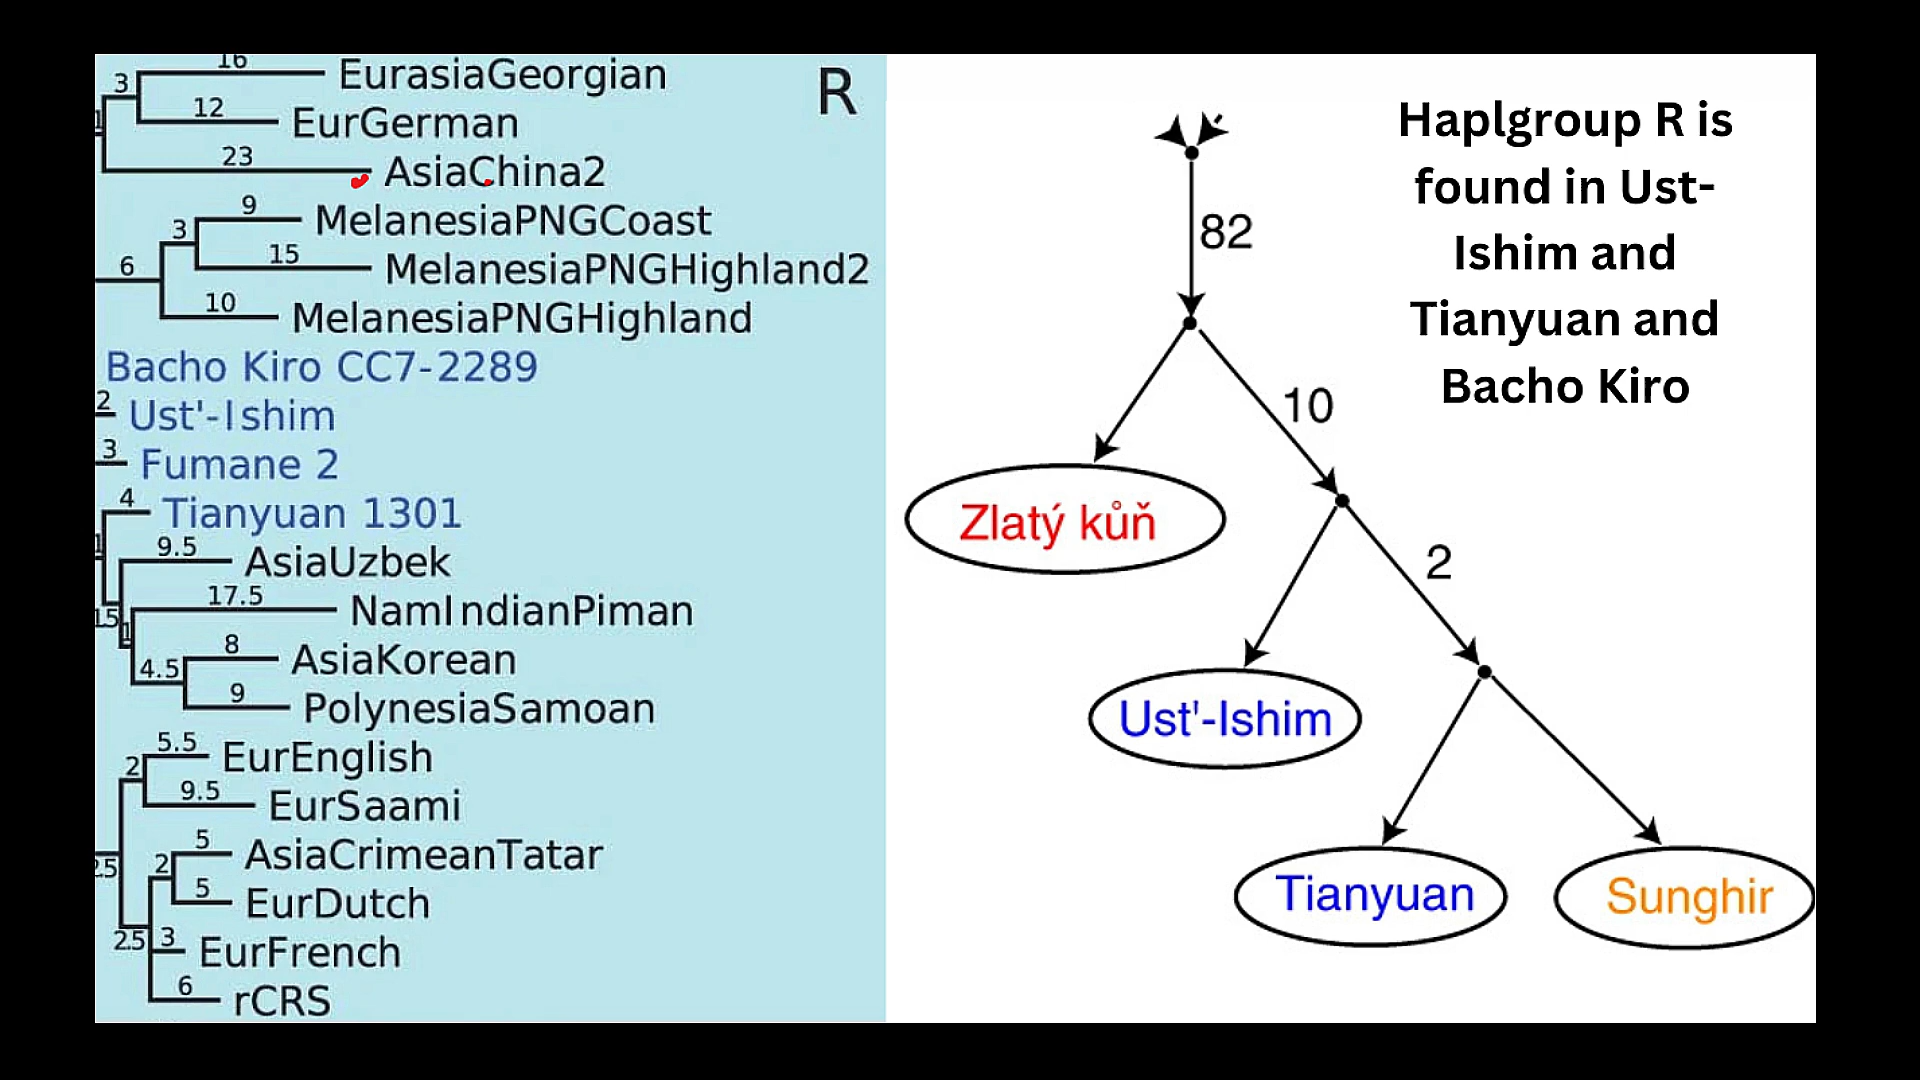 16
EurasiaGeorgian
R
3
12
EurGerman
1
23
AsiaChina2
9
MelanesiaPNGCoast
3
15
MelanesiaPNGHighland2
6
10
MelanesiaPNGHighland
Bacho Kiro CC7-2289
2
Ust'-Ishim
3
Fumane 2
4
Tianyuan 1301
1
9.5
AsiaUzbek
17.5
NamIndianPiman
1
8
AsiaKorean
4.5
9
PolynesiaSamoan
5.5
EurEnglish
2
9.5
EurSaami
5
AsiaCrimeanTatar
2
5
EurDutch
2.5
3
EurFrench
6
rCRS
82
10
Zlatý kůň
2
Ust'-Ishim
Tianyuan
Sunghir
Haplgroup R is
found in Ust-
Ishim and
Tianyuan and
Bacho Kiro